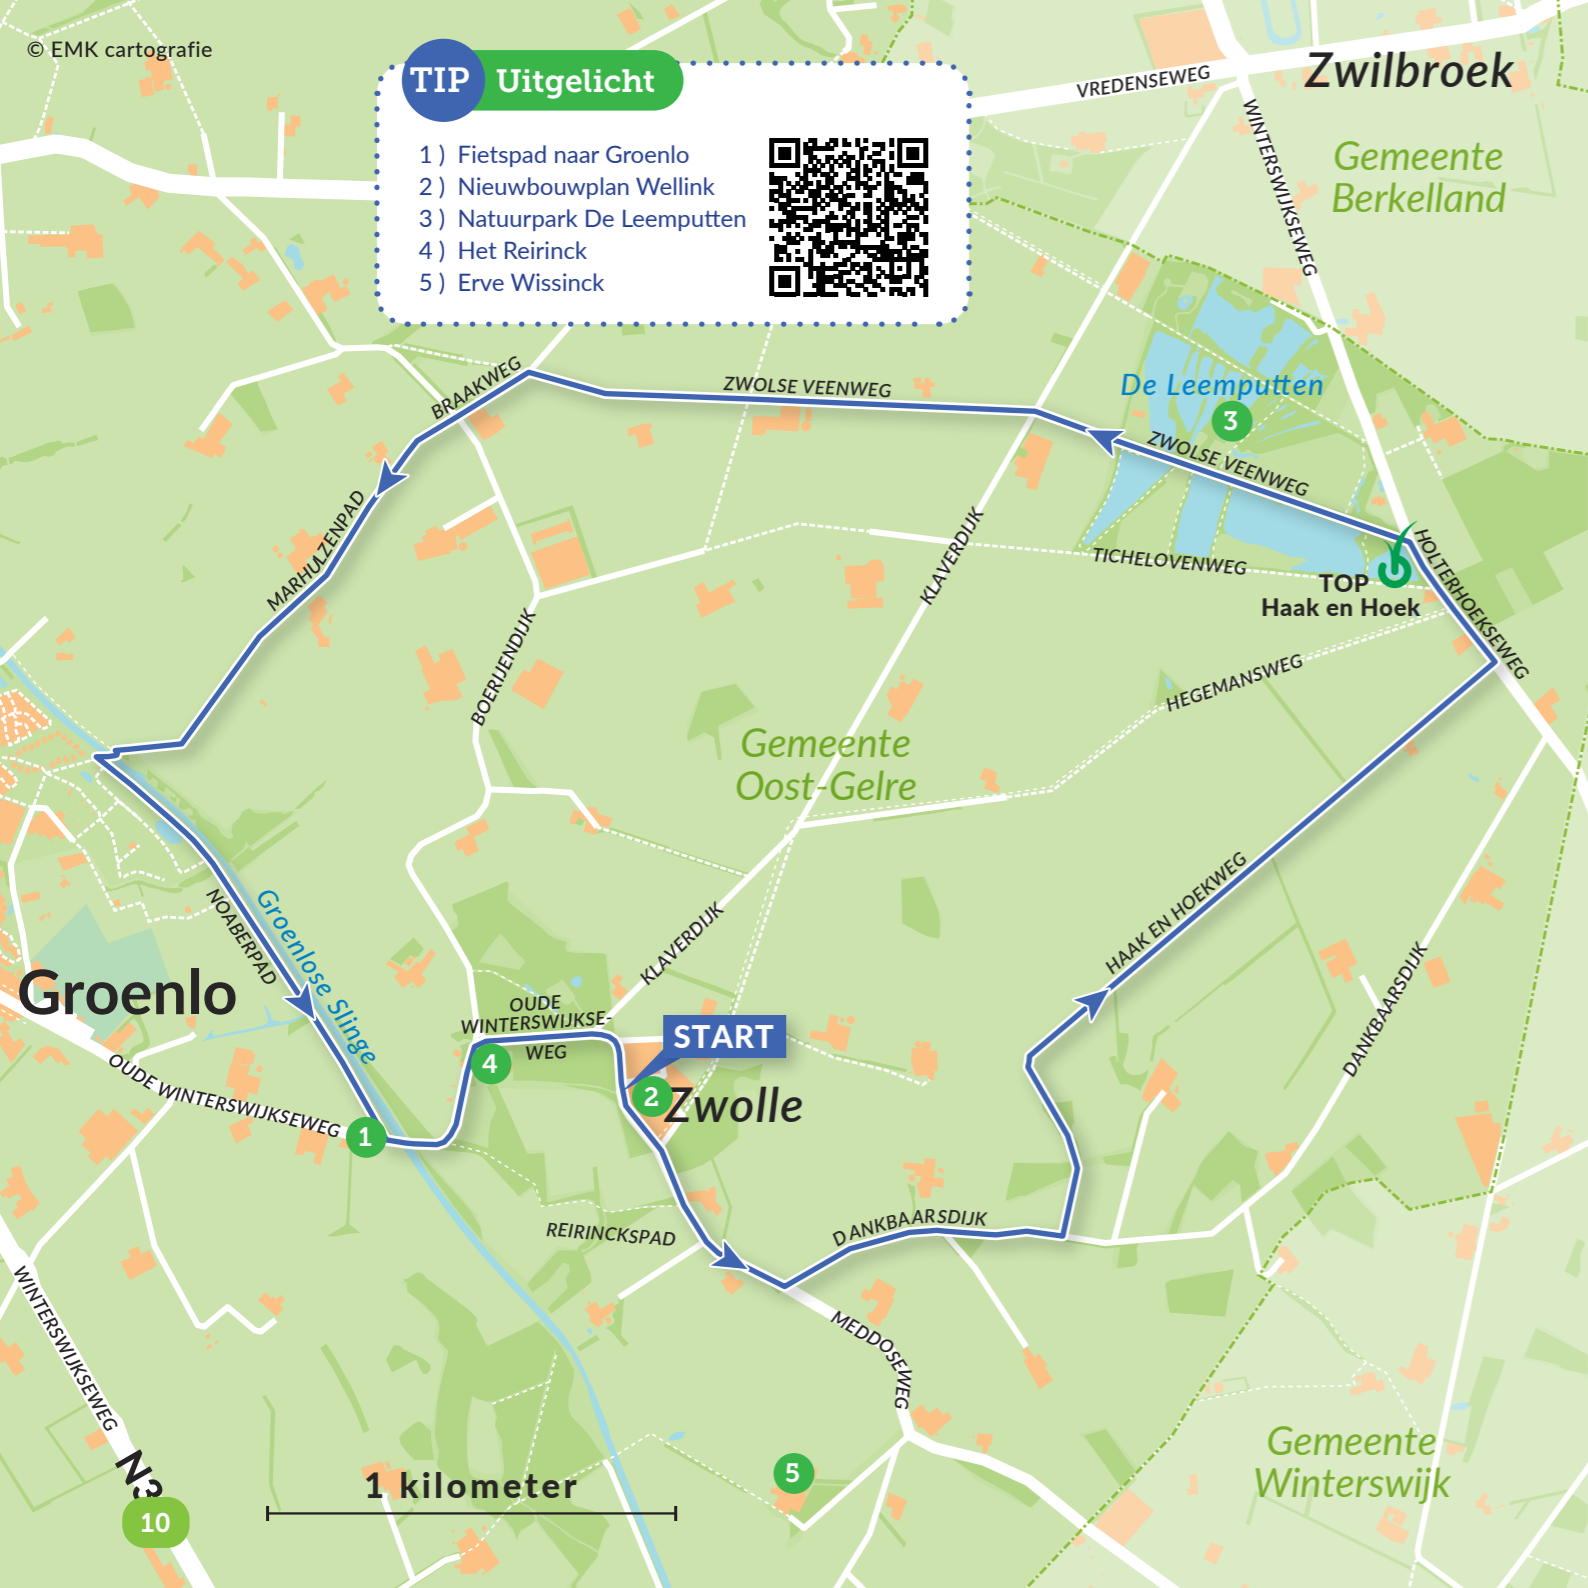 © EMK cartografie
TIP Uitgelicht
1 ) Fietspad naar Groenlo
2 ) Nieuwbouwplan Wellink
3 ) Natuurpark De Leemputten
4 ) Het Reirinck
5 ) Erve Wissinck
VREDENSEWEG
Zwilbroek
WINTERSWIJKSEWEG
Gemeente
Berkelland
BRAAKWEG
ZWOLSE VEENWEG
De Leemputten
3
ZWOLSE VEENWEG
MARHULZENPAD
KLAVERDIJK
TICHELOVENWEG
HOLTERHOEKSEWEG
TOP
Haak en Hoek
BOERIJENDIJK
HEGEMANSWEG
Gemeente
Oost-Gelre
NOABERPAD
Groenlose Slinge
Groenlo
KLAVERDIJK
HAAK EN HOEKWEG
OUDE
WINTERSWIJKSE-
WEG
START
4
2
Zwolle
DANKBAARSDIJK
OUDE WINTERSWIJKSEWEG
1
REIRINCKSPAD
DANKBAARSDIJK
MEDDOSEWEG
WINTERSWIJKSEWEG
N3
10
1 kilometer
5
Gemeente
Winterswijk